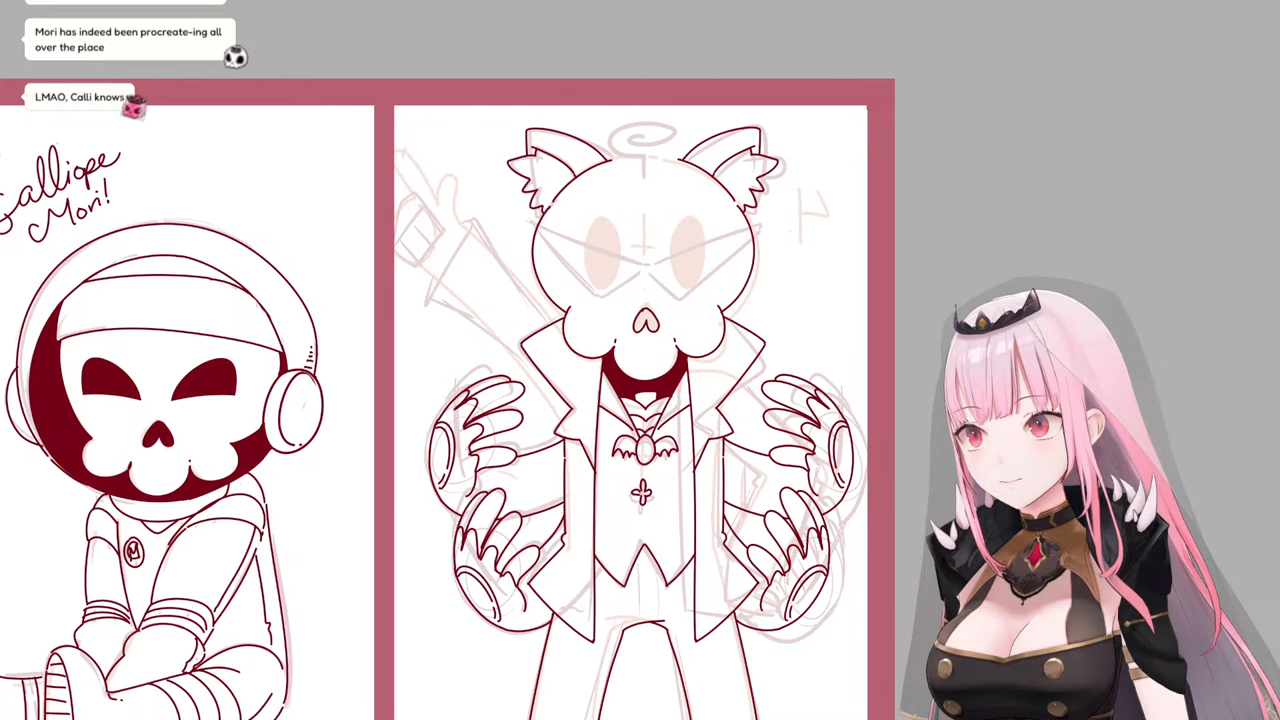 Mori has indeed been procreate-ing all
over the place
LMAO, Calli knows
Calliope
Mori!
M